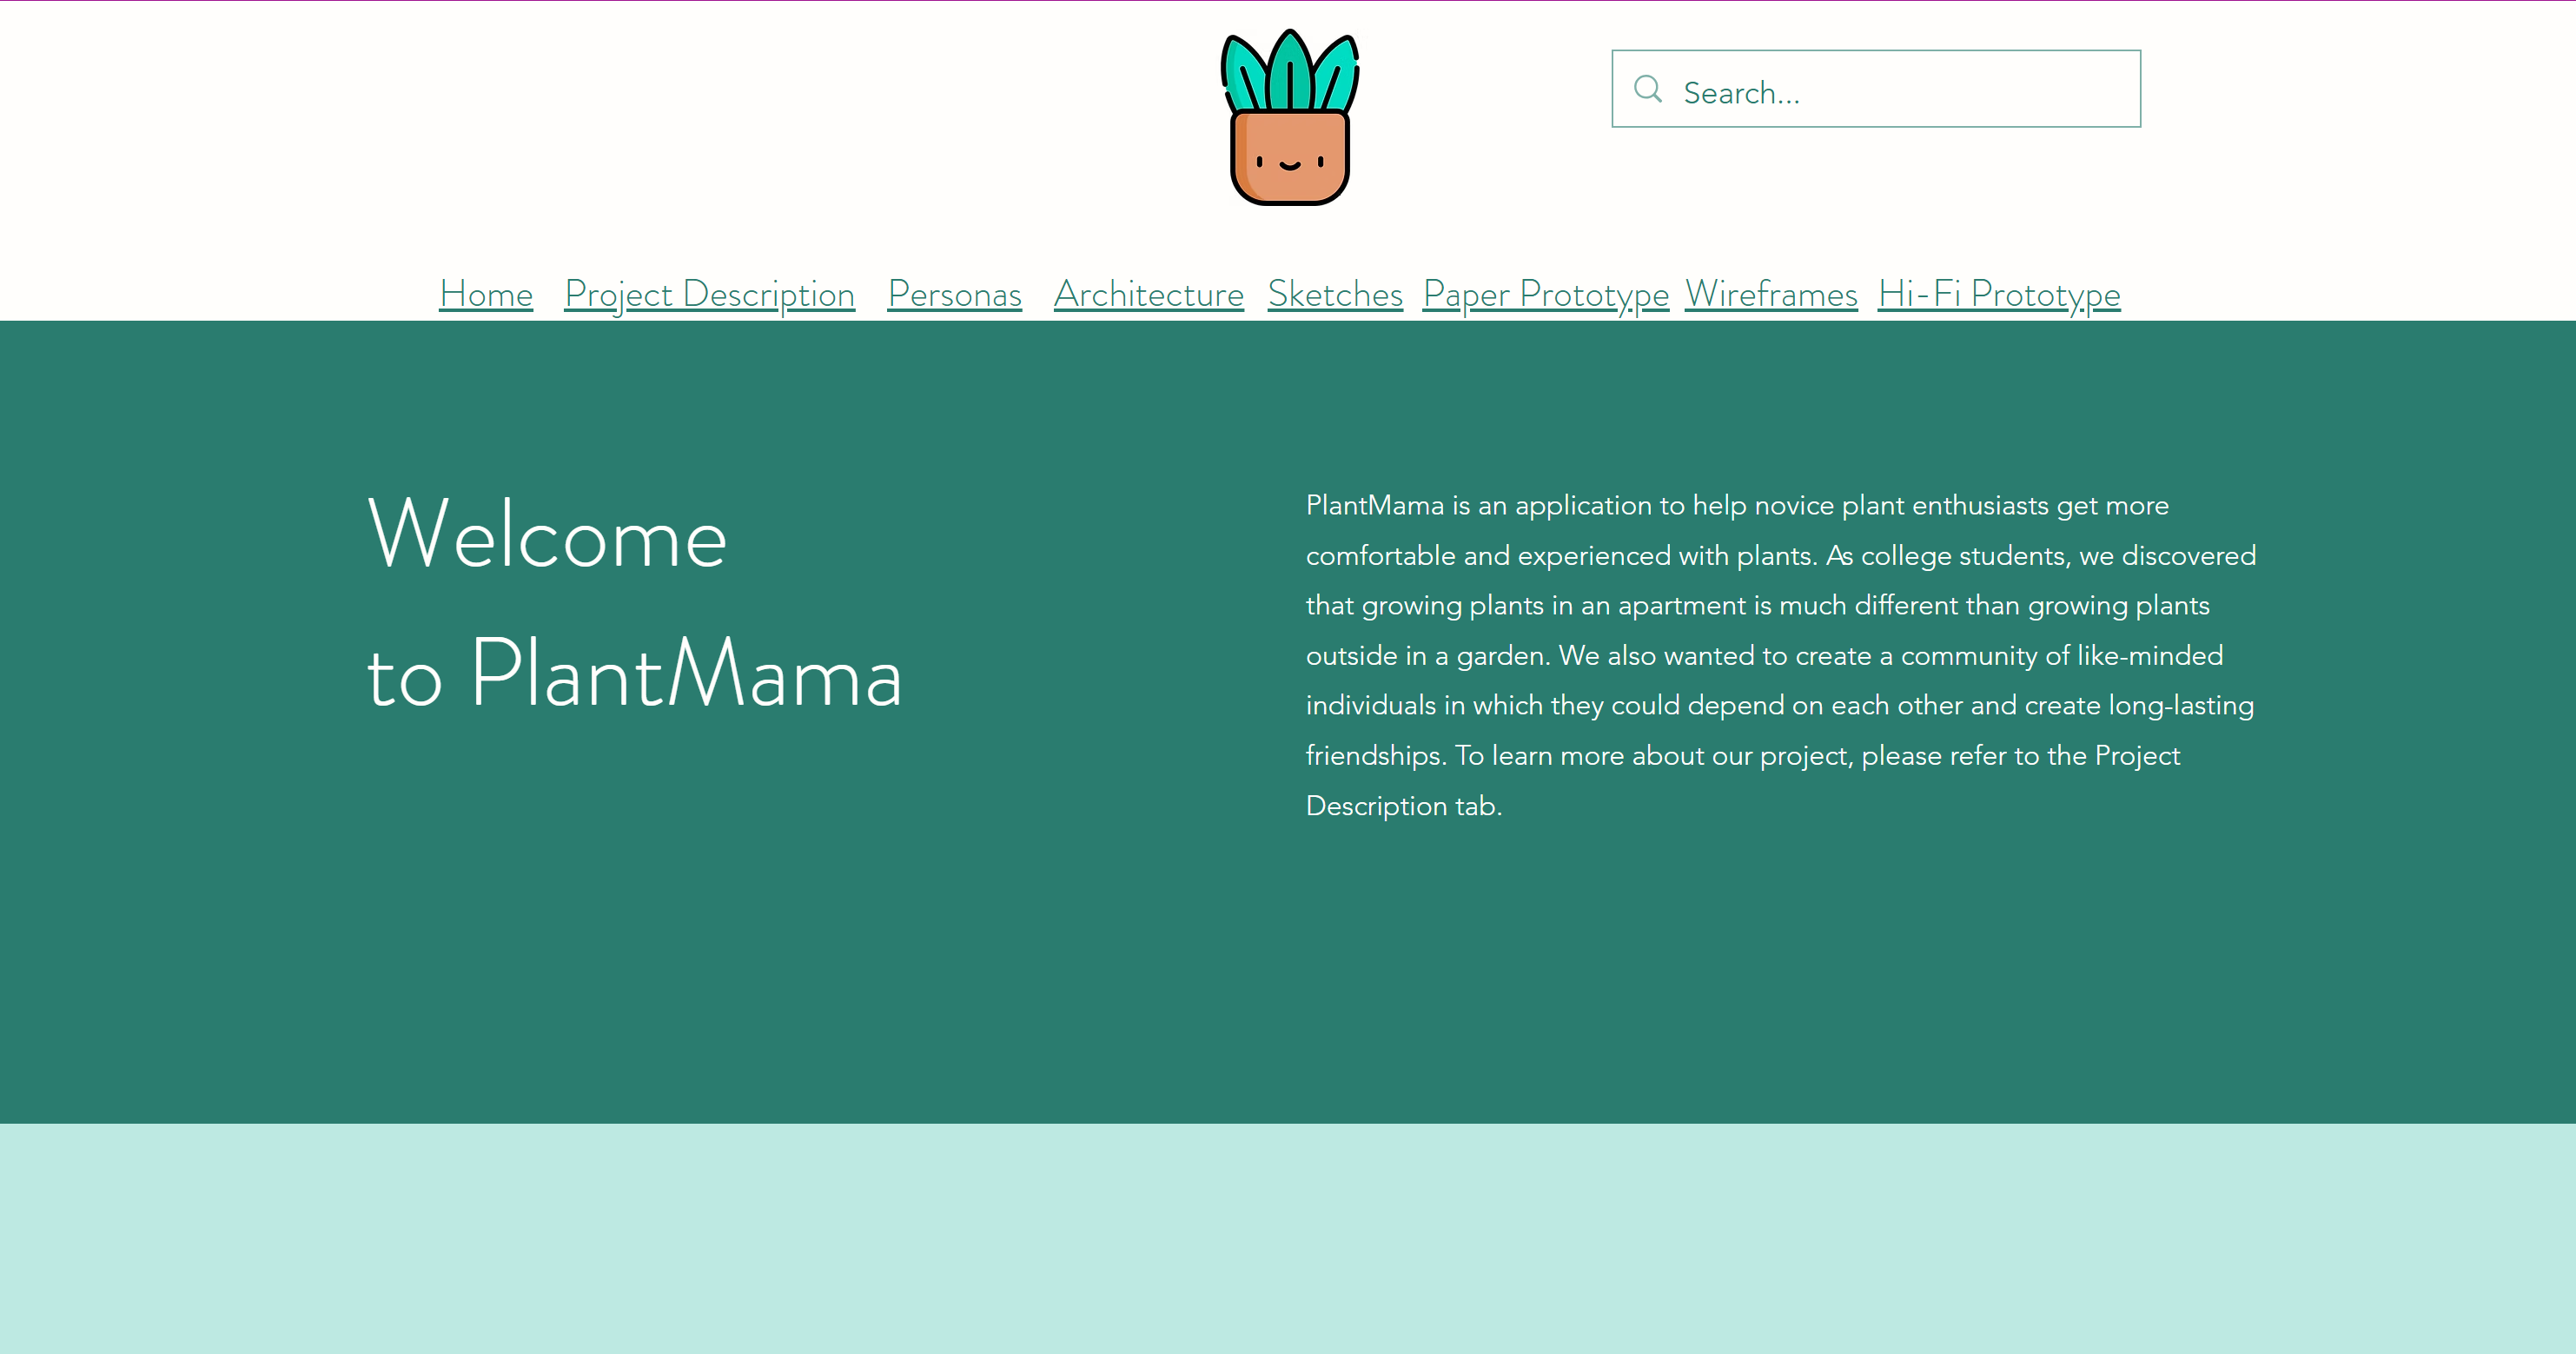 Search...
Home Project Description Personas Architecture Sketches Paper Prototype Wireframes Hi-Fi Prototype
Welcome
to PlantMama
PlantMama is an application to help novice plant enthusiasts get more
comfortable and experienced with plants. As college students, we discovered
that growing plants in an apartment is much different than growing plants
outside in a garden. We also wanted to create a community of like-minded
individuals in which they could depend on each other and create long-lasting
friendships. To learn more about our project, please refer to the Project
Description tab.